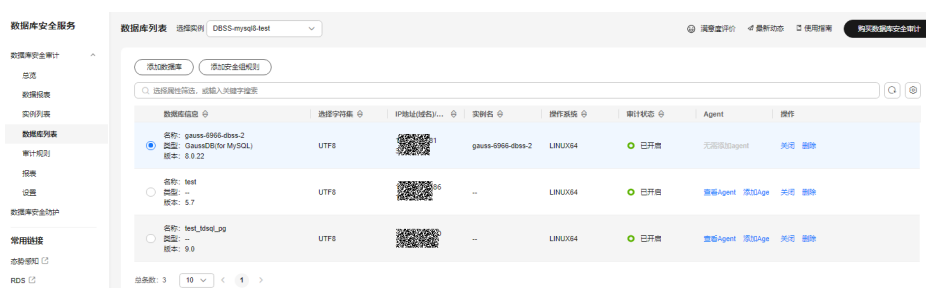 数据库安全服务
数据库安全审计
总览
数据报表
实例列表
数据库列表
审计规则
报表
设置
数据库安全防护
常用链接
态势感知
RDS
数据库列表 选择实例 DBSS-mysql8-test
满意度评价 最新动态 使用指南 购买数据库安全审计
添加数据库 添加安全组规则
选择属性筛选，或输入关键字搜索
数据库信息 选择字符集 IP地址(域名)/... 实例名 操作系统 审计状态 Agent 操作
名称: gauss-6966-dbss-2
类型: GaussDB(for MySQL)
版本: 8.0.22
UTF8 gauss-6966-dbss-2 LINUX64 已开启 无需添加agent 关闭 删除
名称: test
类型: --
版本: 5.7
UTF8 86 -- LINUX64 已开启 查看Agent 添加Age 关闭 删除
名称: test_tdsql_pg
类型: --
版本: 9.0
UTF8 -- LINUX64 已开启 查看Agent 添加Age 关闭 删除
总条数: 3 10 < 1 >